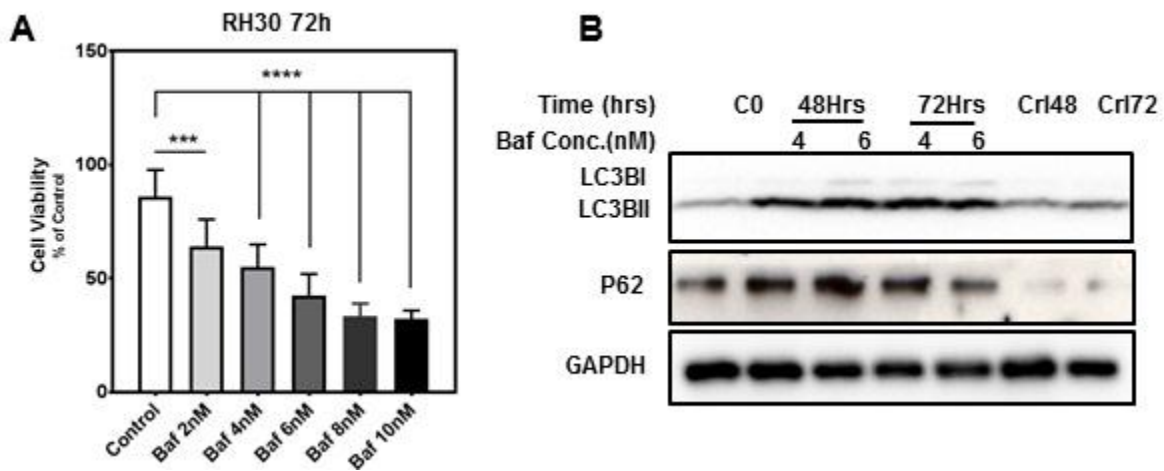 A
RH30 72h
150
100
50
0
Cell Viability
% of Control
****
***
Control
Baf 2nM
Baf 4nM
Baf 6nM
Baf 8nM
Baf 10nM
B
Time (hrs) C0 48Hrs 72Hrs Crl48 Crl72
Baf Conc.(nM) 4 6 4 6
LC3BI
LC3BII
P62
GAPDH